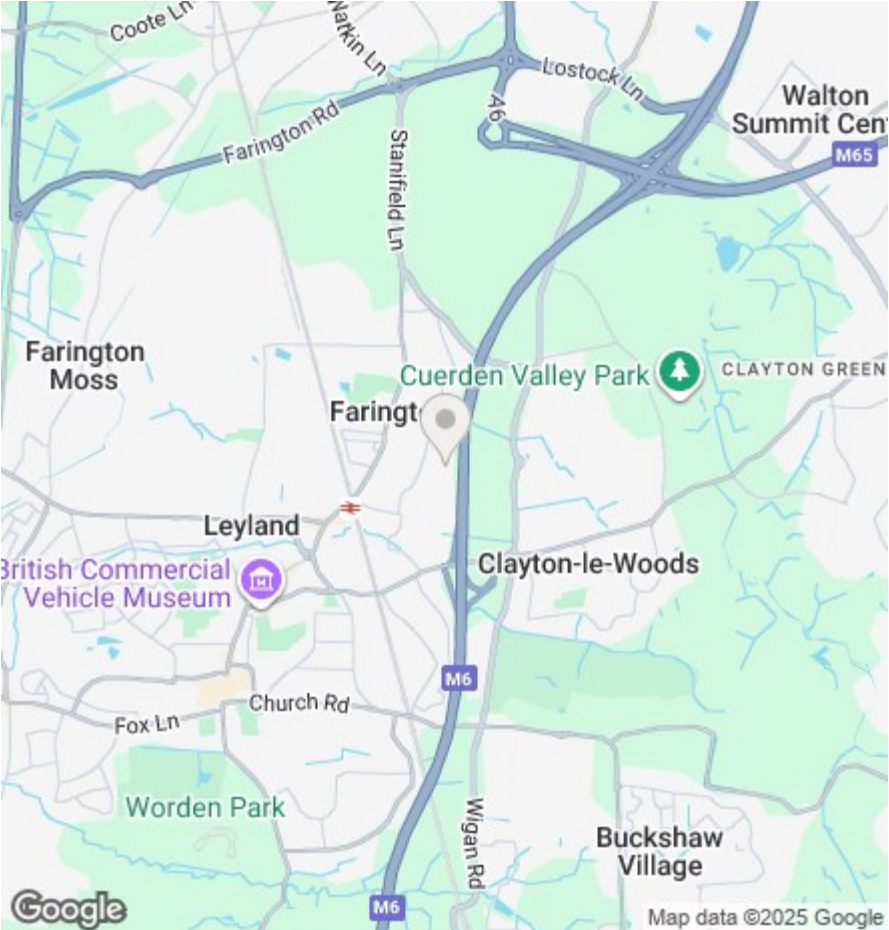 Coote Ln
Watkin Ln
Lostock Ln
A6
Walton
Summit Cent
M65
Farington Rd
Stanifield Ln
Farington
Moss
Cuerden Valley Park
CLAYTON GREEN
Faringt
Leyland
British Commercial
Vehicle Museum
Clayton-le-Woods
M6
Church Rd
Fox Ln
Worden Park
Wigan Rd
Buckshaw
Village
M6
Google
Map data ©2025 Google